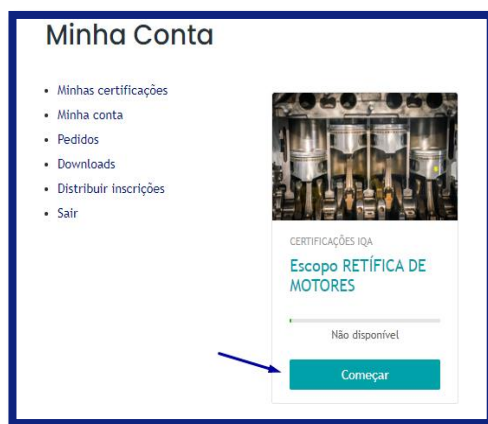 Minha Conta
Minhas certificações
Minha conta
Pedidos
Downloads
Distribuir inscrições
Sair
CERTIFICAÇÕES IQA
Escopo RETÍFICA DE
MOTORES
Não disponível
Começar